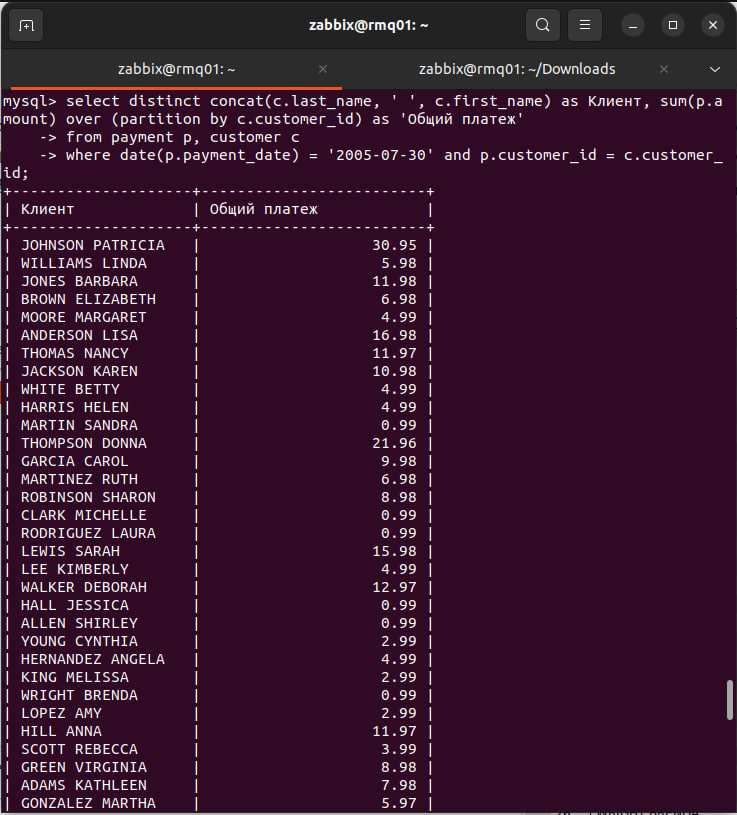 zabbix@rmq01: ~
zabbix@rmq01: ~
zabbix@rmq01: ~/Downloads
mysql> select distinct concat(c.last_name, ' ', c.first_name) as Клиент, sum(p.a
mount) over (partition by c.customer_id) as 'Общий платеж'
    -> from payment p, customer c
    -> where date(p.payment_date) = '2005-07-30' and p.customer_id = c.customer_
id;
+--------------------+-------------------------+
| Клиент             | Общий платеж            |
+--------------------+-------------------------+
| JOHNSON PATRICIA   |                   30.95 |
| WILLIAMS LINDA     |                    5.98 |
| JONES BARBARA      |                   11.98 |
| BROWN ELIZABETH    |                    6.98 |
| MOORE MARGARET     |                    4.99 |
| ANDERSON LISA      |                   16.98 |
| THOMAS NANCY       |                   11.97 |
| JACKSON KAREN      |                   10.98 |
| WHITE BETTY        |                    4.99 |
| HARRIS HELEN       |                    4.99 |
| MARTIN SANDRA      |                    0.99 |
| THOMPSON DONNA     |                   21.96 |
| GARCIA CAROL       |                    9.98 |
| MARTINEZ RUTH      |                    6.98 |
| ROBINSON SHARON    |                    8.98 |
| CLARK MICHELLE     |                    0.99 |
| RODRIGUEZ LAURA    |                    0.99 |
| LEWIS SARAH        |                   15.98 |
| LEE KIMBERLY       |                    4.99 |
| WALKER DEBORAH     |                   12.97 |
| HALL JESSICA       |                    0.99 |
| ALLEN SHIRLEY      |                    0.99 |
| YOUNG CYNTHIA      |                    2.99 |
| HERNANDEZ ANGELA   |                    4.99 |
| KING MELISSA       |                    2.99 |
| WRIGHT BRENDA      |                    0.99 |
| LOPEZ AMY          |                    2.99 |
| HILL ANNA          |                   11.97 |
| SCOTT REBECCA      |                    3.99 |
| GREEN VIRGINIA     |                    8.98 |
| ADAMS KATHLEEN     |                    7.98 |
| GONZALEZ MARTHA    |                    5.97 |